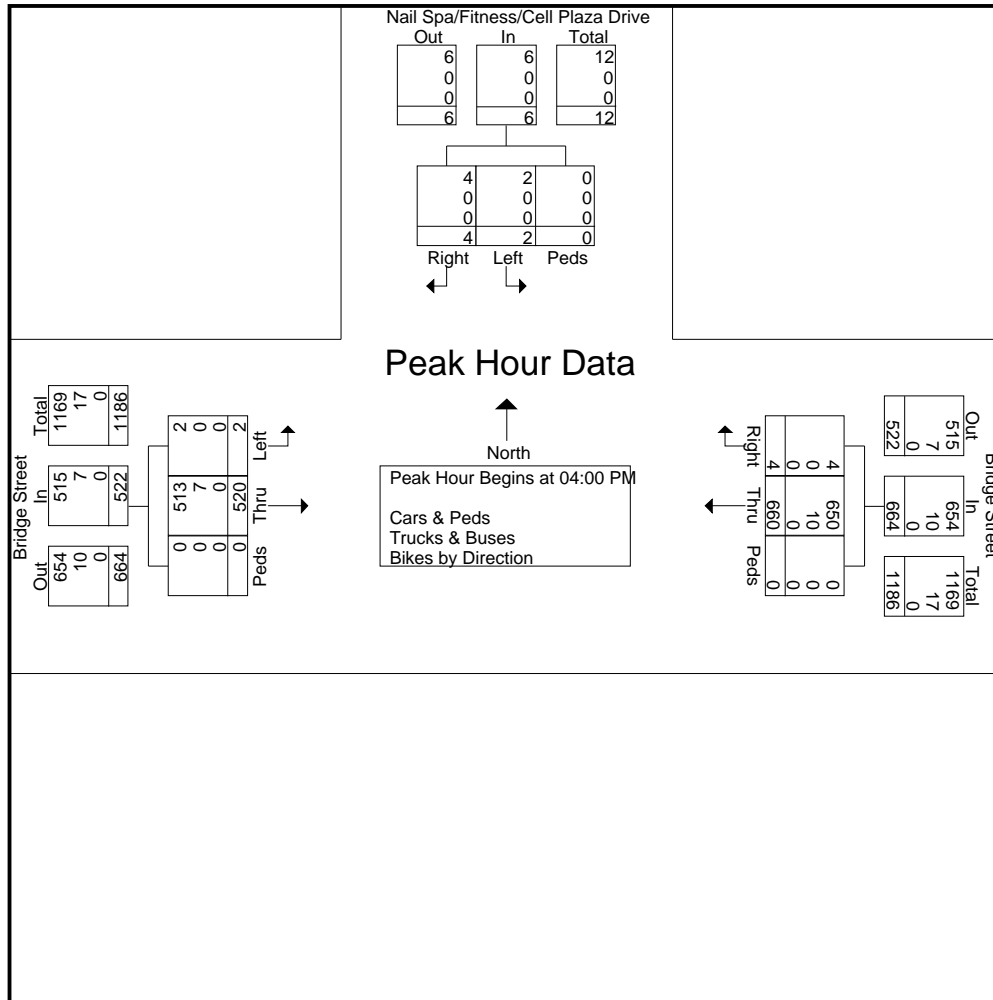 Nail Spa/Fitness/Cell Plaza Drive
Out In Total
6 6 12
0 0 0
0 0 0
6 6 12
4 2 0
0 0 0
0 0 0
4 2 0
Right Left Peds
Peak Hour Data
North
Peak Hour Begins at 04:00 PM
Cars & Peds
Trucks & Buses
Bikes by Direction
Bridge Street
Out In Total
654 515 1169
10 7 17
0 0 0
664 522 1186
0 513 2
0 7 0
0 0 0
0 520 2
Peds Thru Left
Bridge Street
Out In Total
515 654 1169
7 10 17
0 0 0
522 664 1186
4 650 0
0 10 0
0 0 0
4 660 0
Right Thru Peds